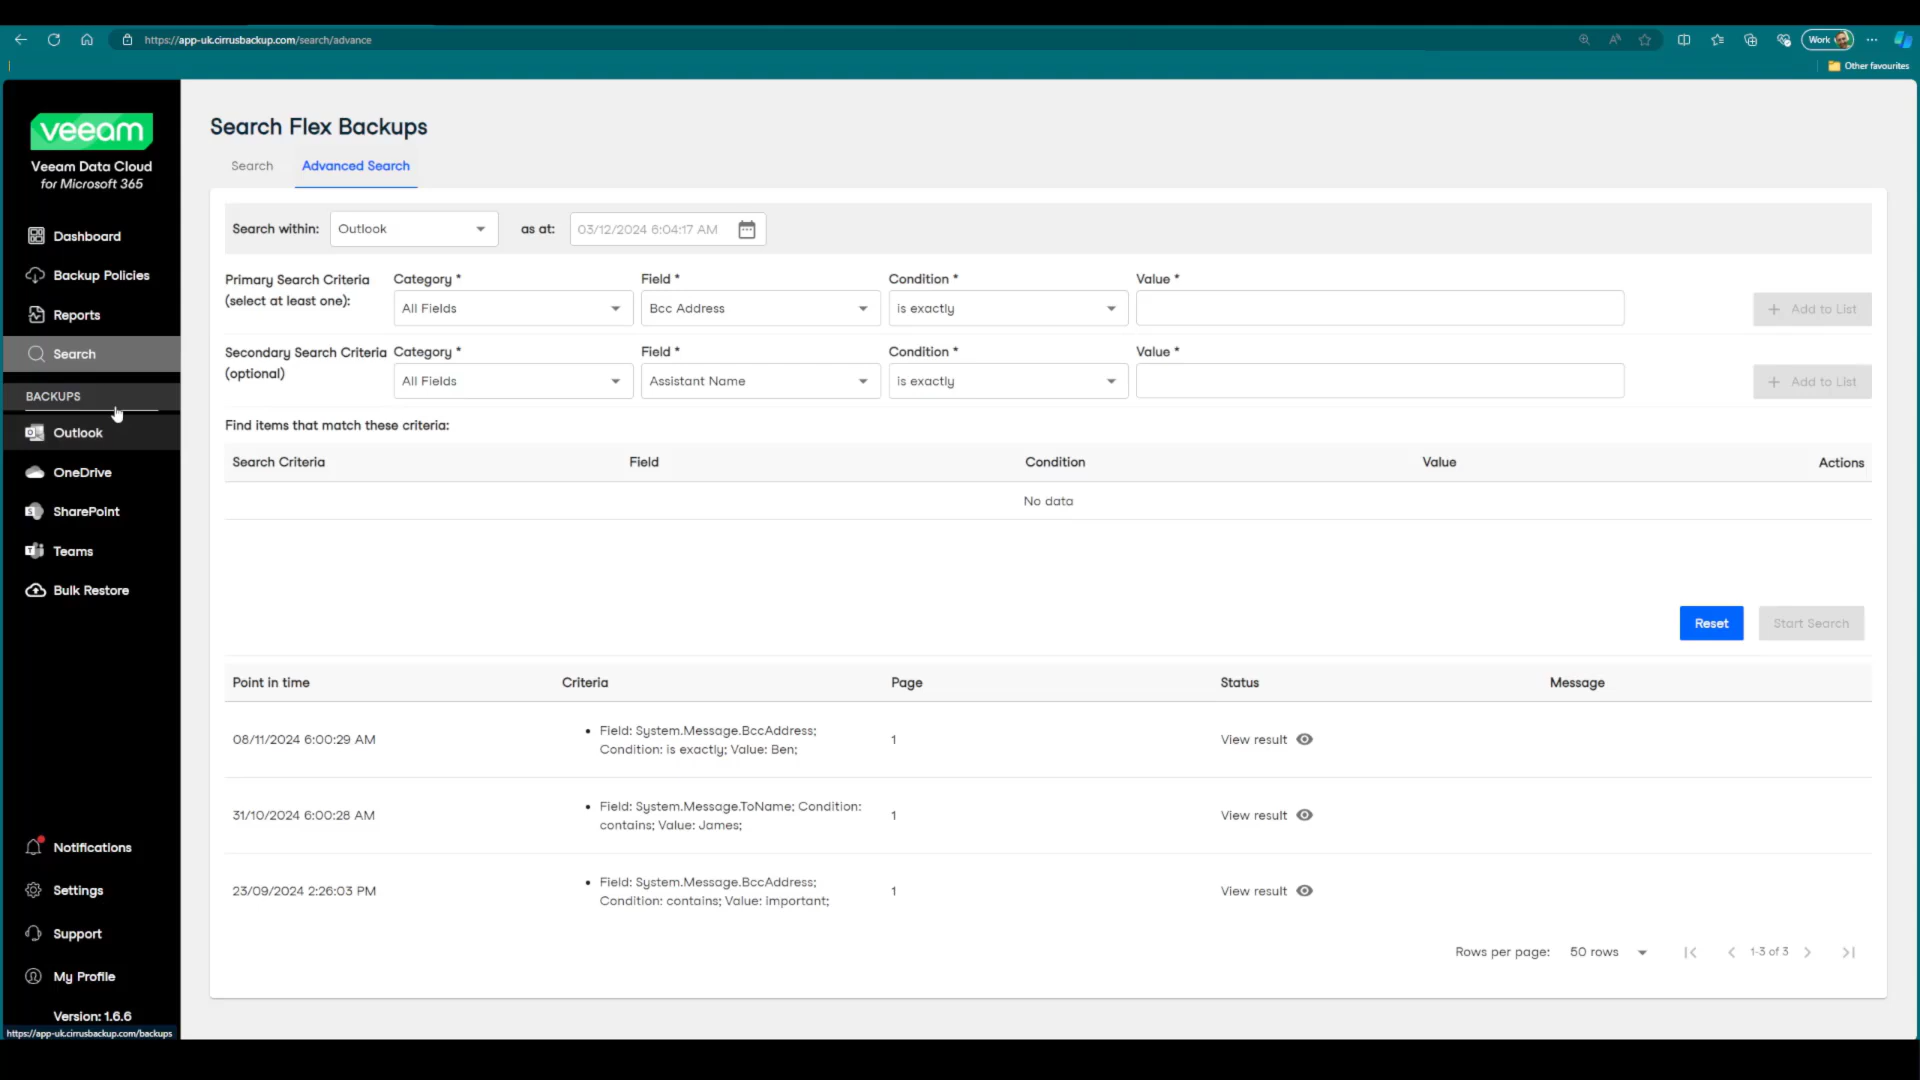 https://app-uk.cirrusbackup.com/search/advance
Work
Other favourites
veeam
Veeam Data Cloud
for Microsoft 365
Dashboard
Backup Policies
Reports
Search
BACKUPS
Outlook
OneDrive
SharePoint
Teams
Bulk Restore
Notifications
Settings
Support
My Profile
Version: 1.6.6
https://app-uk.cirrusbackup.com/backups
Search Flex Backups
Search Advanced Search
Search within: Outlook as at: 03/12/2024 6:04:17 AM
Primary Search Criteria
(select at least one):
Category * Field * Condition * Value *
All Fields Bcc Address is exactly + Add to List
Secondary Search Criteria
(optional)
Category * Field * Condition * Value *
All Fields Assistant Name is exactly + Add to List
Find items that match these criteria:
Search Criteria Field Condition Value Actions
No data
Reset Start Search
Point in time Criteria Page Status Message
08/11/2024 6:00:29 AM
• Field: System.Message.BccAddress;
Condition: is exactly; Value: Ben;
1 View result
31/10/2024 6:00:28 AM
• Field: System.Message.ToName; Condition:
contains; Value: James;
1 View result
23/09/2024 2:26:03 PM
• Field: System.Message.BccAddress;
Condition: contains; Value: important;
1 View result
Rows per page: 50 rows 1-3 of 3